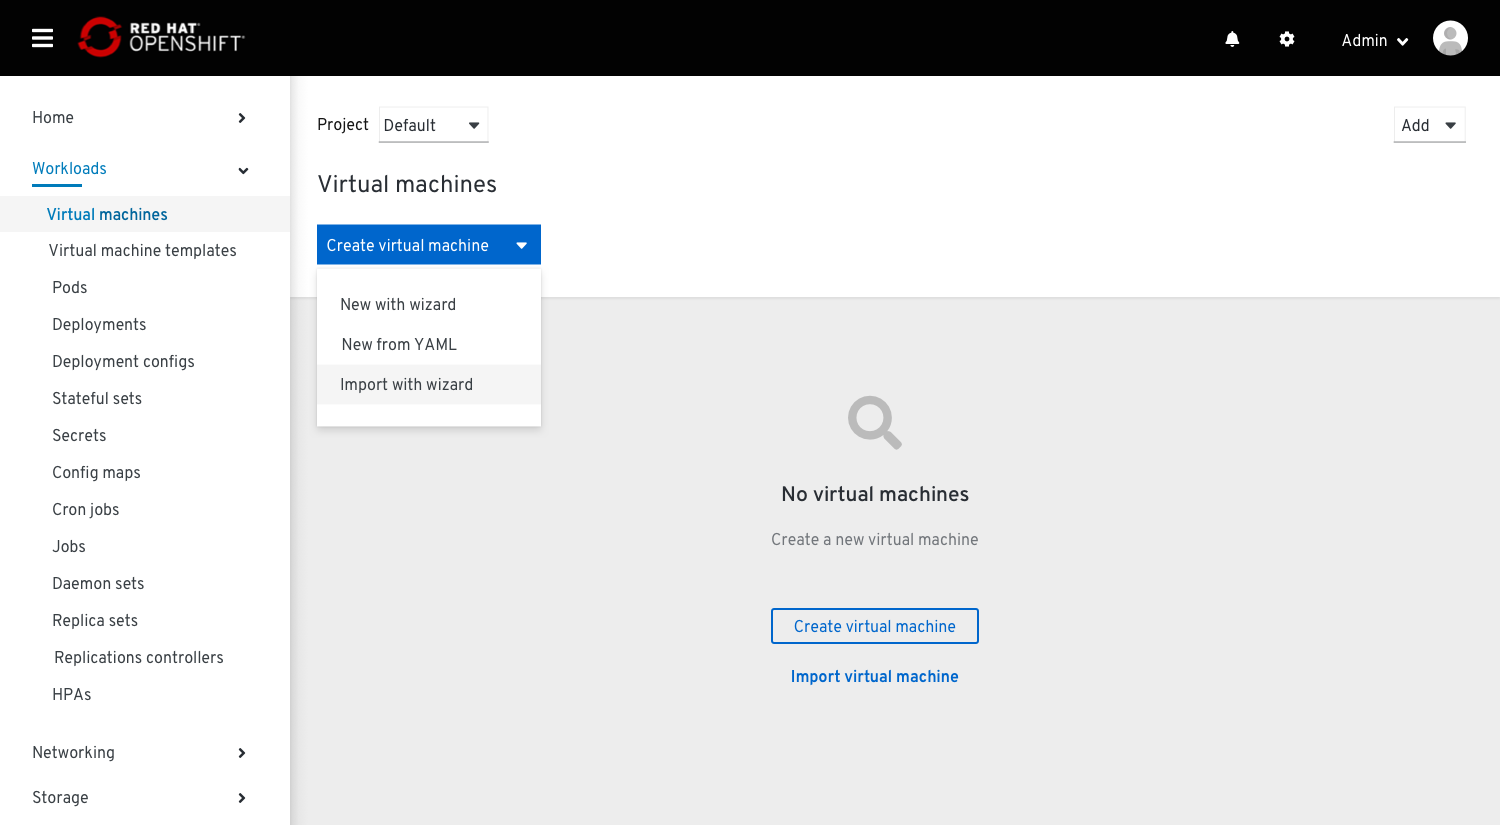 RED HAT
OPENSHIFT
Admin
Home
Workloads
Virtual machines
Virtual machine templates
Pods
Deployments
Deployment configs
Stateful sets
Secrets
Config maps
Cron jobs
Jobs
Daemon sets
Replica sets
Replications controllers
HPAs
Networking
Storage
Project Default
Add
Virtual machines
Create virtual machine
New with wizard
New from YAML
Import with wizard
No virtual machines
Create a new virtual machine
Create virtual machine
Import virtual machine